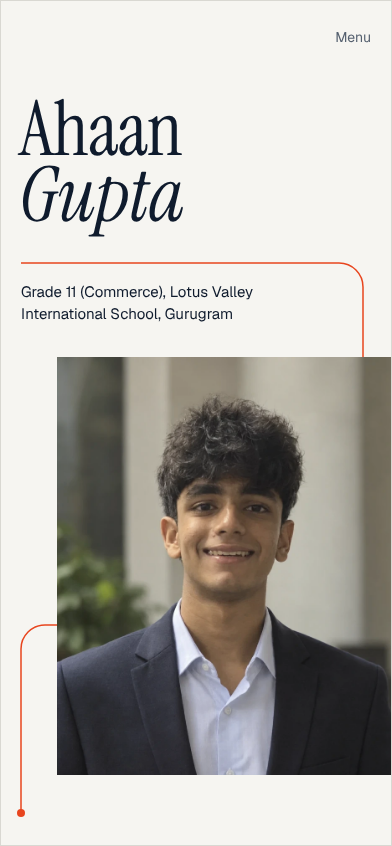 Menu
Ahaan
Gupta
Grade 11 (Commerce), Lotus Valley
International School, Gurugram